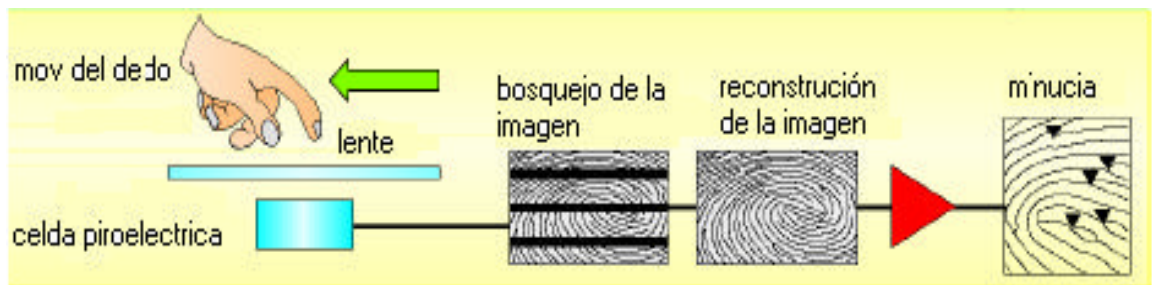 mov del dedo
lente
celda piroelectrica
bosquejo de la
imagen
reconstrución
de la imagen
minucia